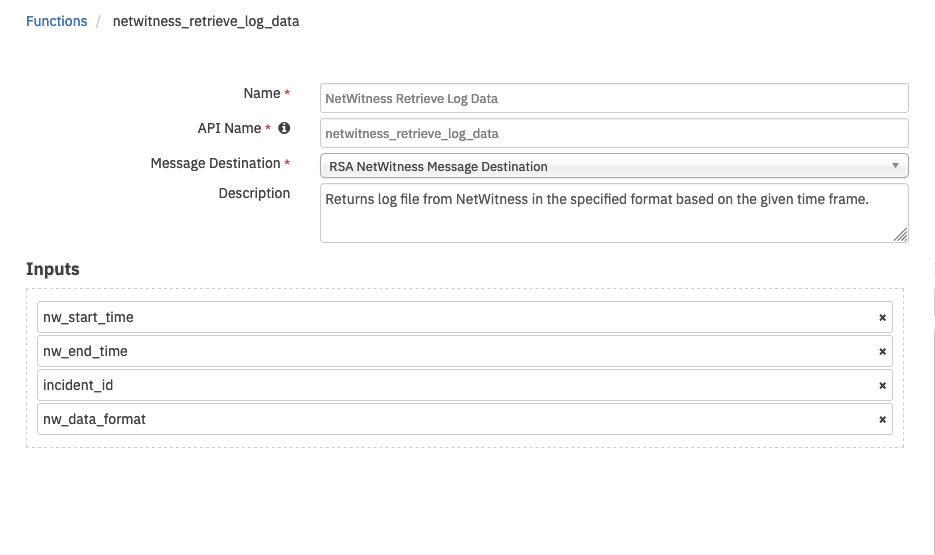 Functions / netwitness_retrieve_log_data
Name * NetWitness Retrieve Log Data
API Name * netwitness_retrieve_log_data
Message Destination * RSA NetWitness Message Destination
Description Returns log file from NetWitness in the specified format based on the given time frame.
Inputs
nw_start_time ×
nw_end_time ×
incident_id ×
nw_data_format ×